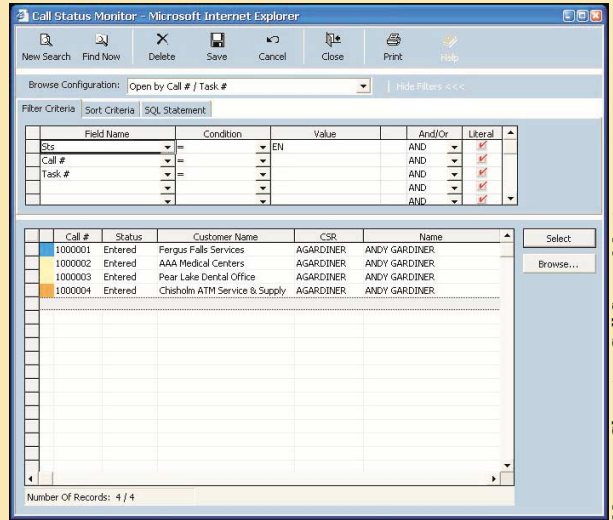 Call Status Monitor - Microsoft Internet Explorer
New Search Find Now Delete Save Cancel Close Print Help
Browse Configuration: Open by Call # / Task # Hide Filters <<<
Filter Criteria Sort Criteria SQL Statement
Field Name Condition Value And/Or Literal
Sts = EN AND
Call # = AND
Task # = AND
AND
AND
Call # Status Customer Name CSR Name
1000001 Entered Fergus Falls Services AGARDINER ANDY GARDINER
1000002 Entered AAA Medical Centers AGARDINER ANDY GARDINER
1000003 Entered Pear Lake Dental Office AGARDINER ANDY GARDINER
1000004 Entered Chisholm ATM Service & Supply AGARDINER ANDY GARDINER
Select
Browse...
Number Of Records: 4 / 4